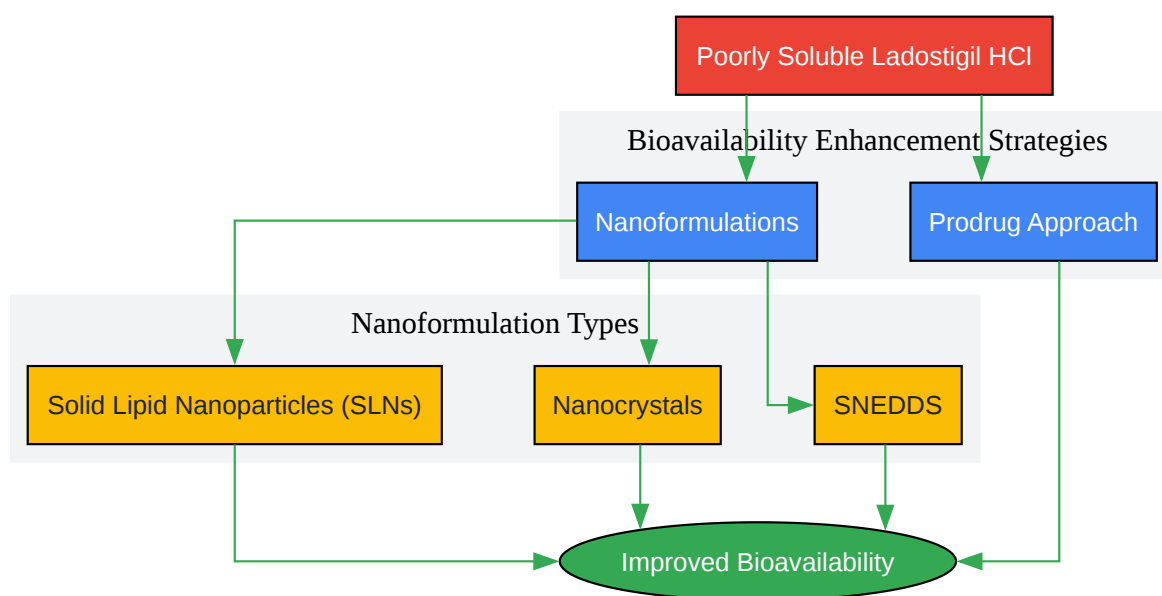 Poorly Soluble Ladostigil HCl
Bioavailability Enhancement Strategies
Nanoformulations
Prodrug Approach
Nanoformulation Types
Solid Lipid Nanoparticles (SLNs)
Nanocrystals
SNEDDS
Improved Bioavailability